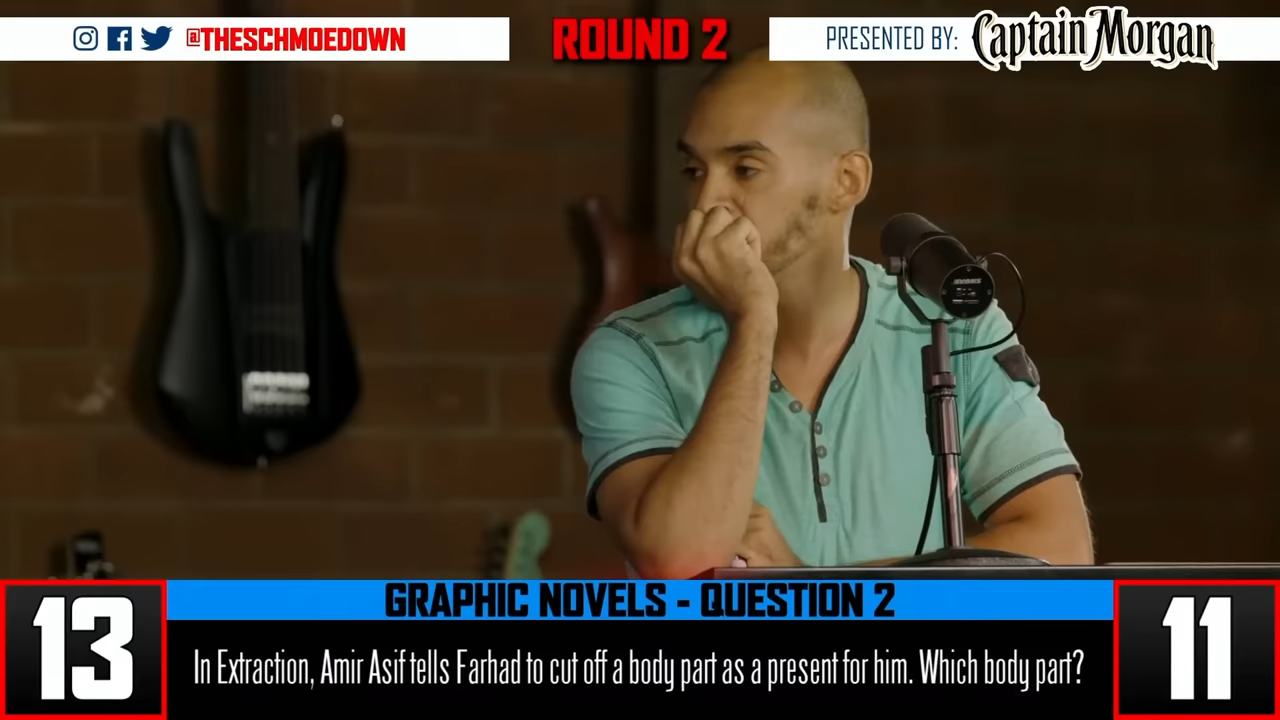 @THESCHMOEDOWN
ROUND 2
PRESENTED BY: Captain Morgan
GRAPHIC NOVELS - QUESTION 2
13
In Extraction, Amir Asif tells Farhad to cut off a body part as a present for him. Which body part?
11